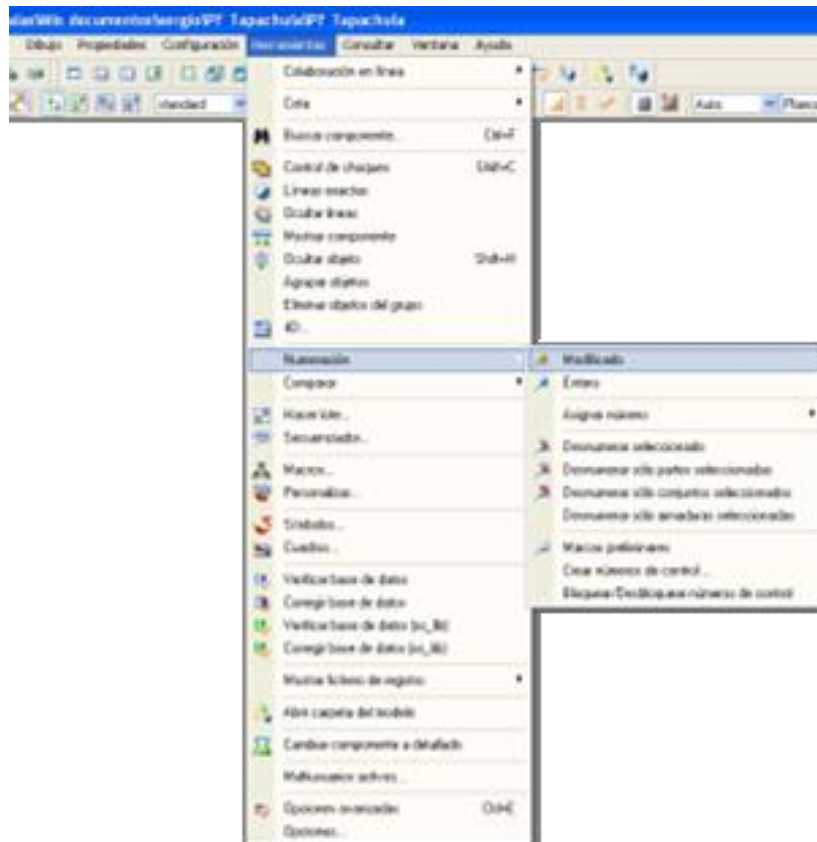 Dibujo Propiedades Configuración Herramientas Consultar Ventana Ayuda
standard Auto
Colaboración en línea
Cota
Buscar componente... Ctrl+F
Control de choques Shift+C
Líneas exactas
Ocultar líneas
Mostrar componente
Ocultar objeto Shift+H
Agrupar objetos
Eliminar objetos del grupo
4D...
Numeración
Comparar
Hacer lote...
Secuenciador...
Macros...
Personalizar...
Símbolos...
Cuadros...
Verificar base de datos
Corregir base de datos
Verificar base de datos (xs_lib)
Corregir base de datos (xs_lib)
Mostrar fichero de registro
Abrir carpeta del modelo
Cambiar componente a detallado
Multiusuarios activos...
Opciones avanzadas Ctrl+E
Opciones...
Modificado
Entero
Asignar número
Desnumerar seleccionado
Desnumerar sólo partes seleccionadas
Desnumerar sólo conjuntos seleccionados
Desnumerar sólo armaduras seleccionadas
Marcas preliminares
Crear números de control...
Bloquear/Desbloquear números de control